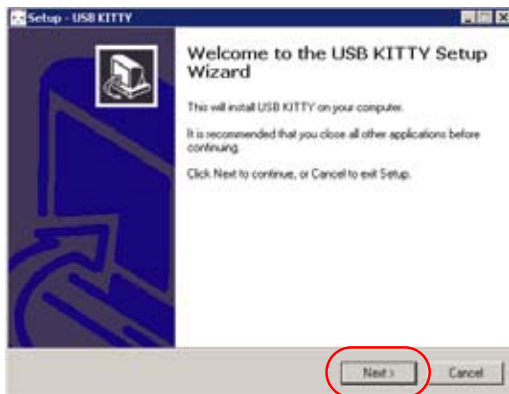 Setup - USB KITTY
Welcome to the USB KITTY Setup
Wizard
This will install USB KITTY on your computer.
It is recommended that you close all other applications before
continuing.
Click Next to continue, or Cancel to exit Setup.
Next >
Cancel